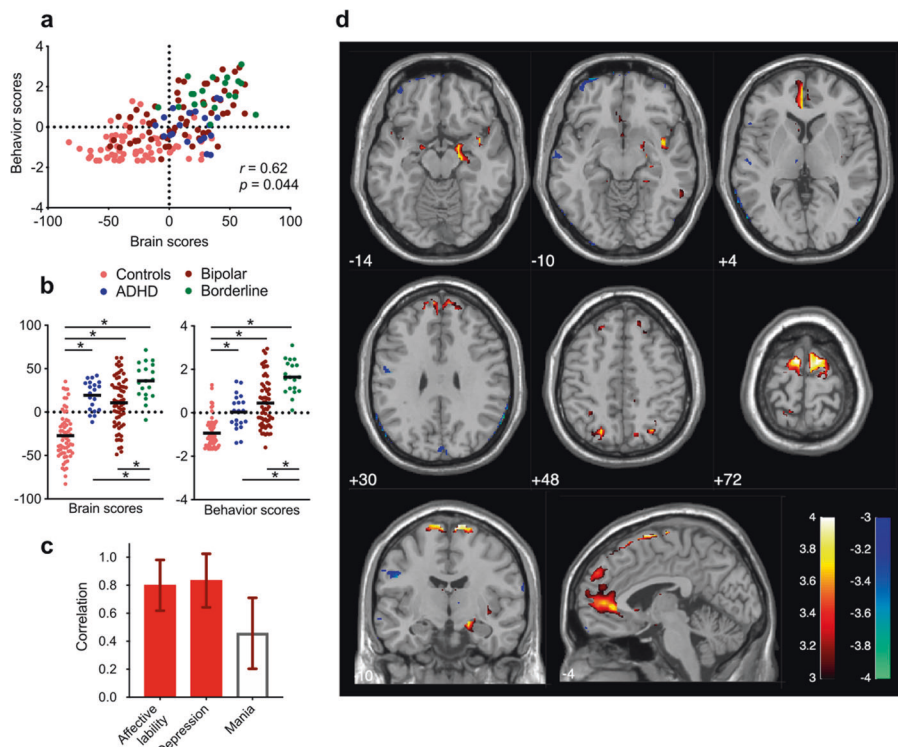 a
Behavior scores
4
2
0
-2
-4
r = 0.62
p = 0.044
-100 -50 0 50 100
Brain scores
Controls
Bipolar
ADHD
Borderline
b
100
50
0
-50
-100
* * *
* *
Brain scores
4
2
0
-2
-4
* * *
* *
Behavior scores
c
Correlation
1.0
0.8
0.6
0.4
0.2
0.0
Affective
lability
Depression
Mania
d
-14
-10
+4
+30
+48
+72
-10
-4
4
3.8
3.6
3.4
3.2
3
-3
-3.2
-3.4
-3.6
-3.8
-4